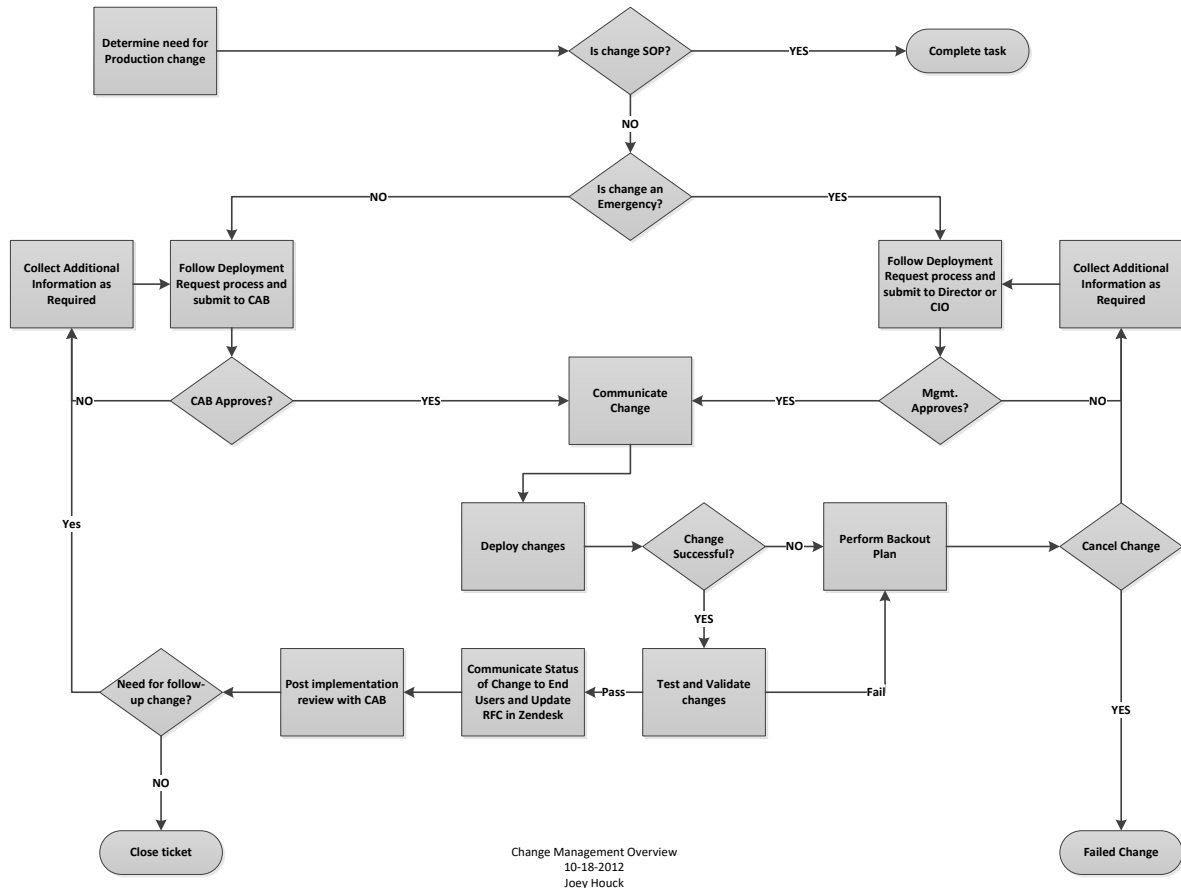 Determine need for
Production change
Is change SOP?
YES
Complete task
NO
Is change an
Emergency?
NO
YES
Collect Additional
Information as
Required
Follow Deployment
Request process and
submit to CAB
Follow Deployment
Request process and
submit to Director or
CIO
Collect Additional
Information as
Required
NO
CAB Approves?
YES
Communicate
Change
YES
Mgmt.
Approves?
NO
Yes
Deploy changes
Change
Successful?
NO
Perform Backout
Plan
Cancel Change
YES
Need for follow-
up change?
Post implementation
review with CAB
Communicate Status
of Change to End
Users and Update
RFC in Zendesk
Pass
Test and Validate
changes
Fail
YES
NO
Close ticket
Failed Change
Change Management Overview
10-18-2012
Joey Houck